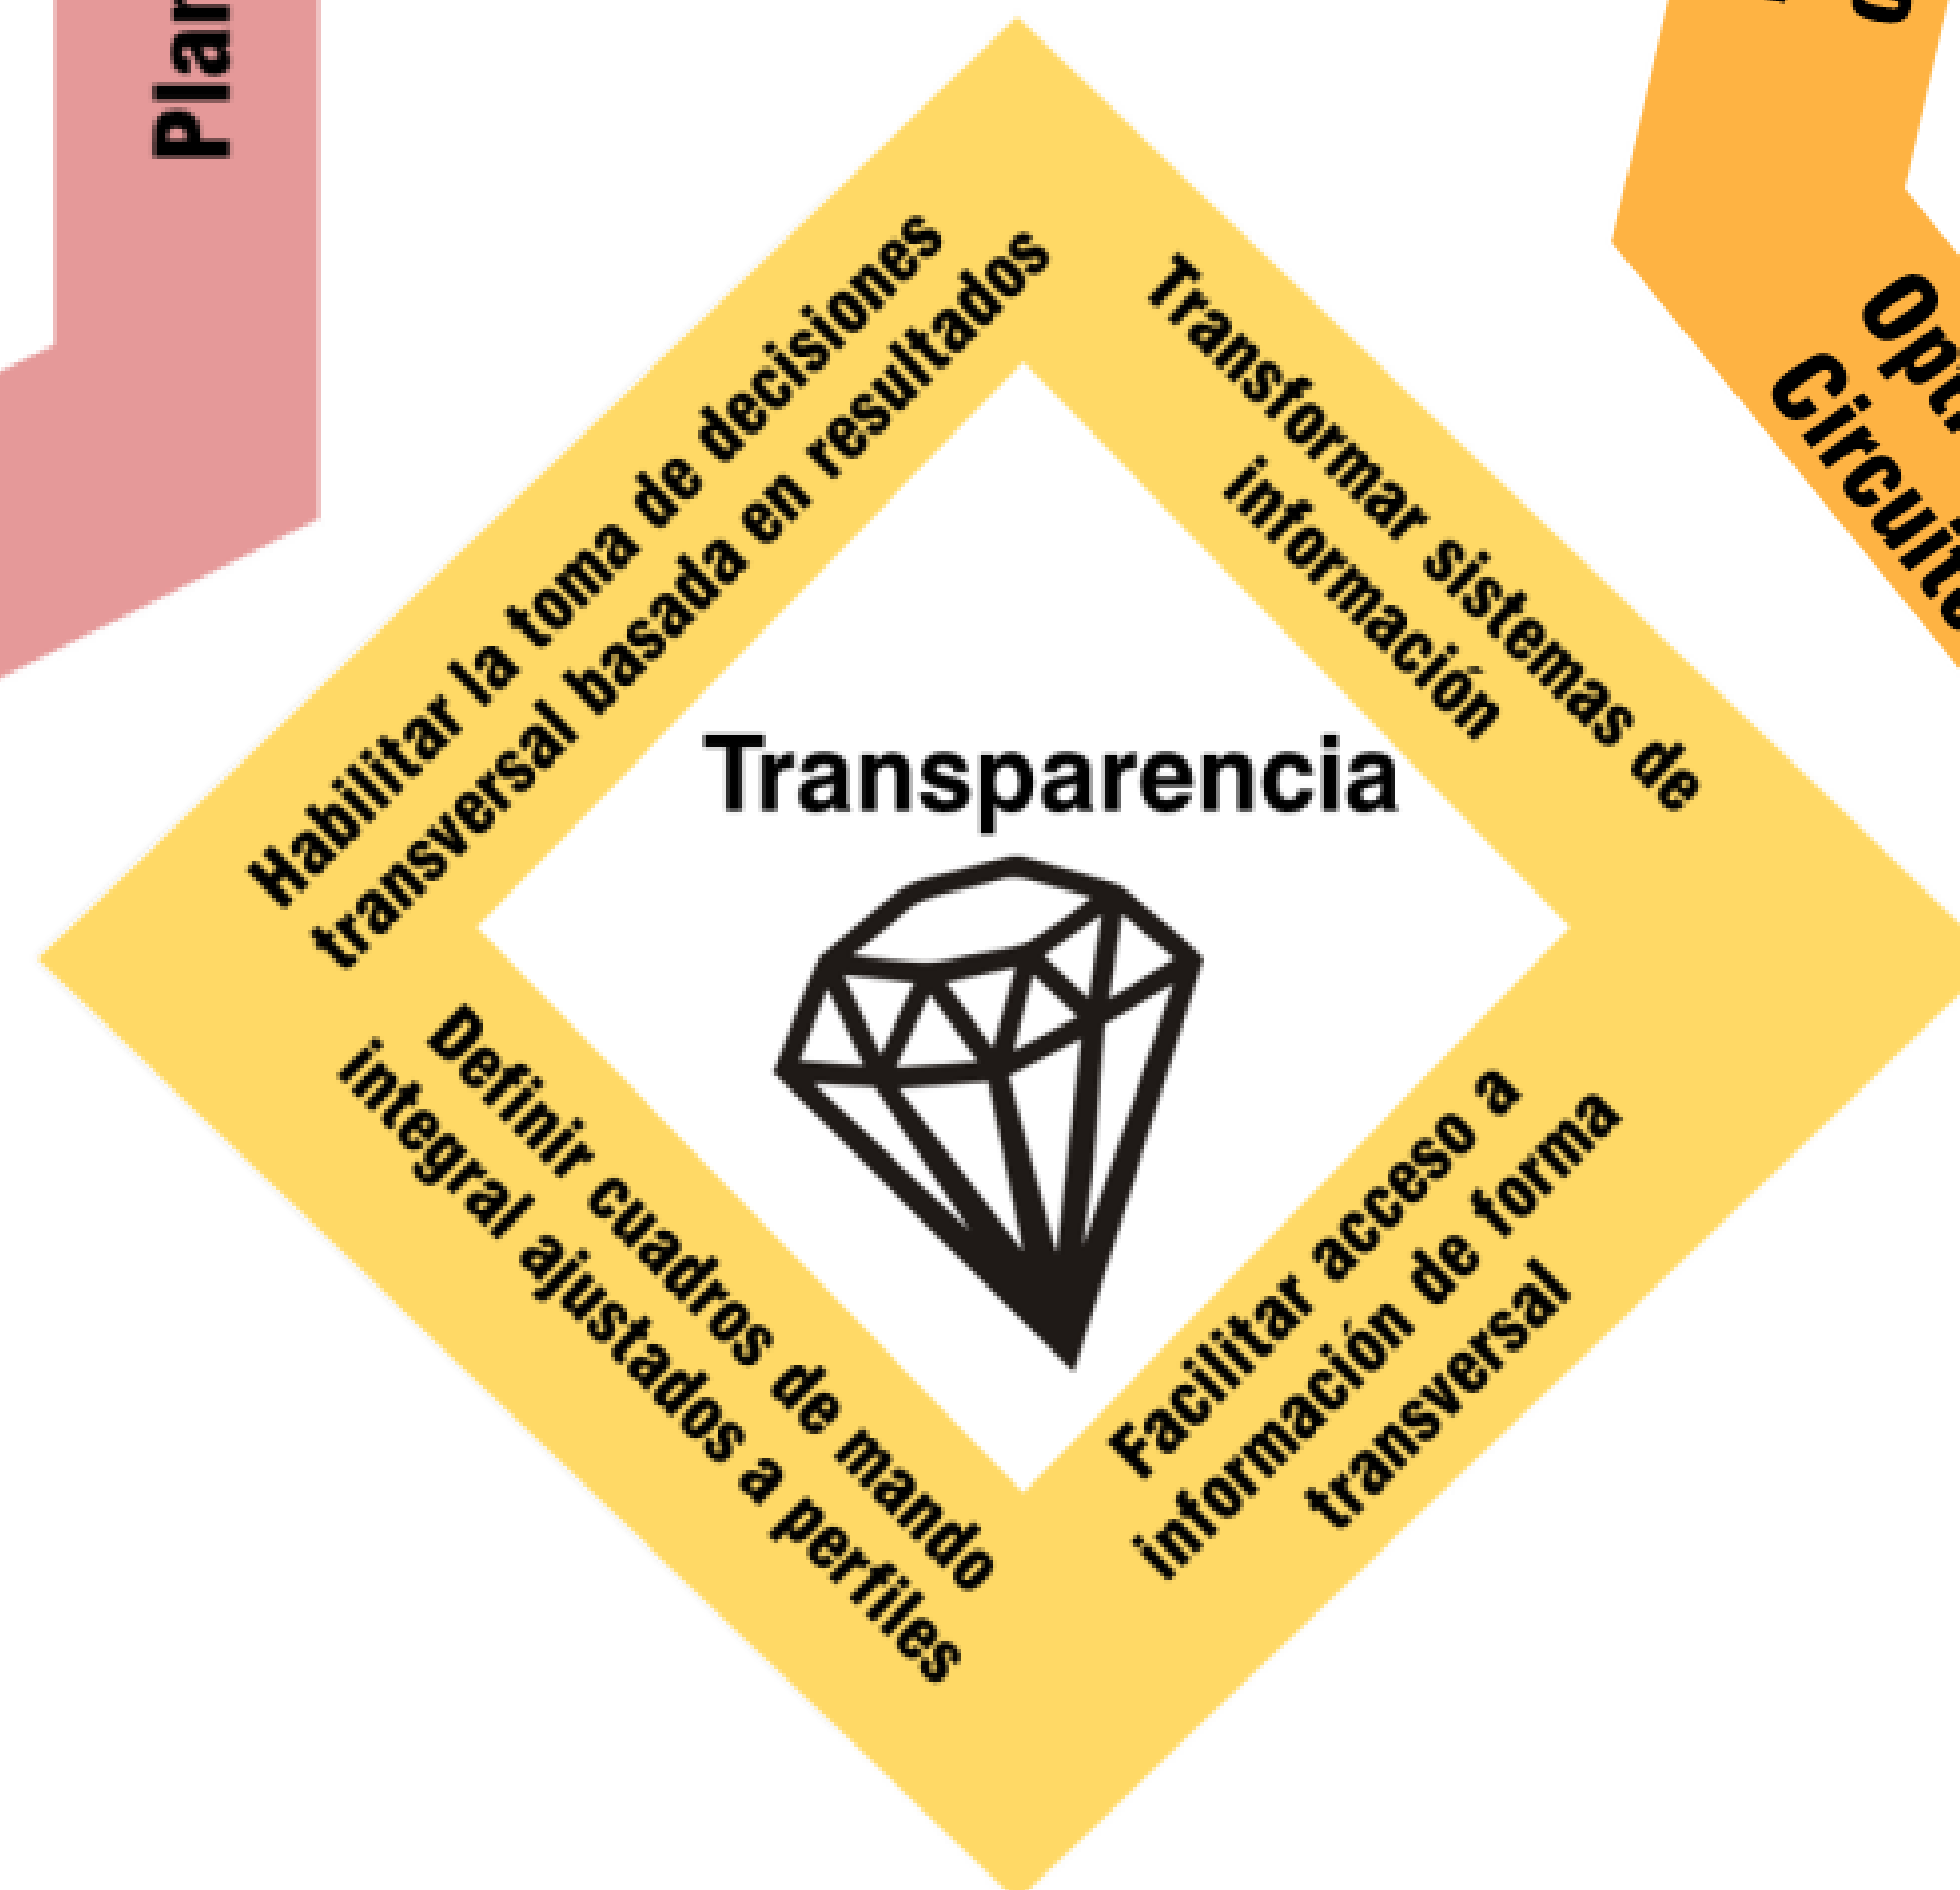 Habilitar la toma de decisiones
transversal basada en resultados
Transformar sistemas de
información
Transparencia
Definir cuadros de mando
integral ajustados a perfiles
Facilitar acceso a
información de forma
transversal